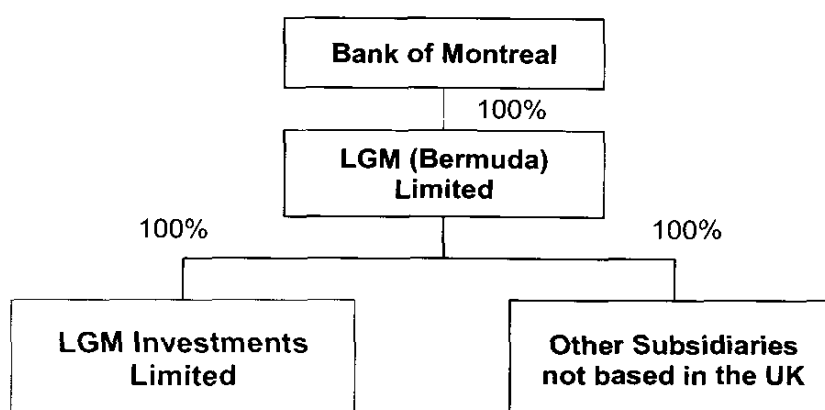 Bank of Montreal
100%
LGM (Bermuda)
Limited
100%
100%
LGM Investments
Limited
Other Subsidiaries
not based in the UK